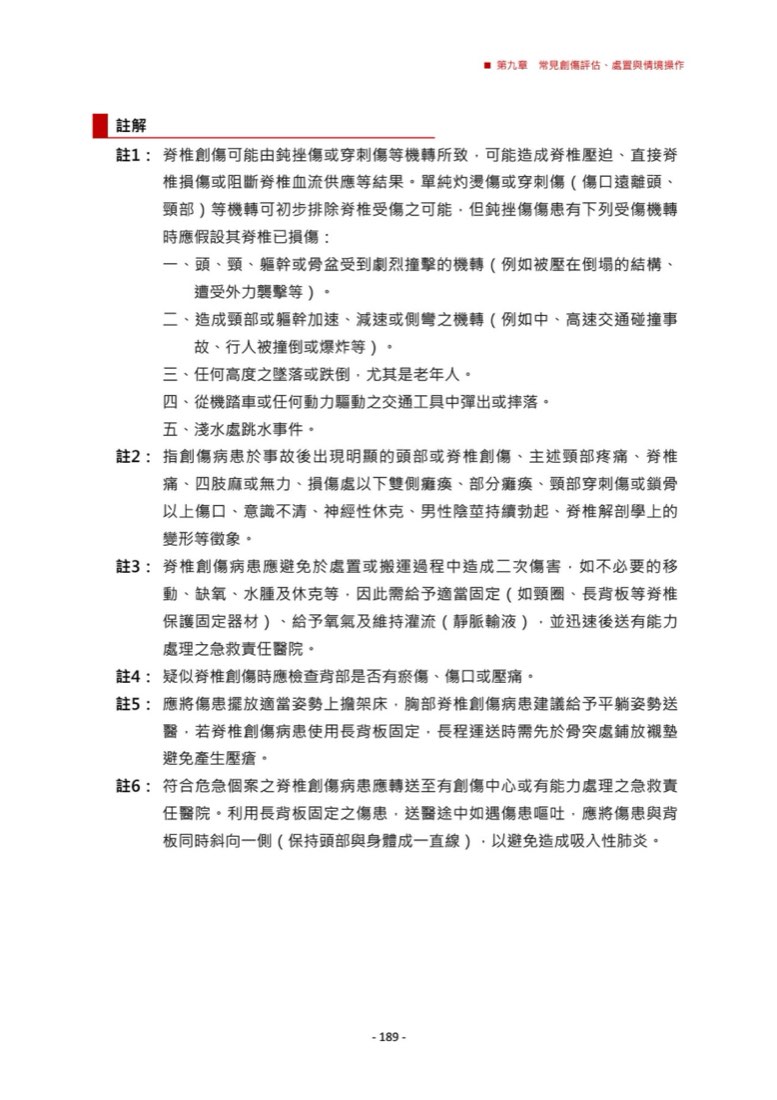 ■ 第九章　常見創傷評估、處置與情境操作
註解
註1： 脊椎創傷可能由鈍挫傷或穿刺傷等機轉所致，可能造成脊椎壓迫、直接脊
椎損傷或阻斷脊椎血流供應等結果。單純灼燙傷或穿刺傷（傷口遠離頭、
頸部）等機轉可初步排除脊椎受傷之可能，但鈍挫傷傷患有下列受傷機轉
時應假設其脊椎已損傷：
一、頭、頸、軀幹或骨盆受到劇烈撞擊的機轉（例如被壓在倒塌的結構、
遭受外力襲擊等）。
二、造成頸部或軀幹加速、減速或側彎之機轉（例如中、高速交通碰撞事
故、行人被撞倒或爆炸等）。
三、任何高度之墜落或跌倒，尤其是老年人。
四、從機踏車或任何動力驅動之交通工具中彈出或摔落。
五、淺水處跳水事件。
註2： 指創傷病患於事故後出現明顯的頭部或脊椎創傷、主述頸部疼痛、脊椎
痛、四肢麻或無力、損傷處以下雙側癱瘓、部分癱瘓、頸部穿刺傷或鎖骨
以上傷口、意識不清、神經性休克、男性陰莖持續勃起、脊椎解剖學上的
變形等徵象。
註3： 脊椎創傷病患應避免於處置或搬運過程中造成二次傷害，如不必要的移
動、缺氧、水腫及休克等，因此需給予適當固定（如頸圈、長背板等脊椎
保護固定器材）、給予氧氣及維持灌流（靜脈輸液），並迅速後送有能力
處理之急救責任醫院。
註4： 疑似脊椎創傷時應檢查背部是否有瘀傷、傷口或壓痛。
註5： 應將傷患擺放適當姿勢上擔架床，胸部脊椎創傷病患建議給予平躺姿勢送
醫，若脊椎創傷病患使用長背板固定，長程運送時需先於骨突處鋪放襯墊
避免產生壓瘡。
註6： 符合危急個案之脊椎創傷病患應轉送至有創傷中心或有能力處理之急救責
任醫院。利用長背板固定之傷患，送醫途中如遇傷患嘔吐，應將傷患與背
板同時斜向一側（保持頭部與身體成一直線），以避免造成吸入性肺炎。
- 189 -